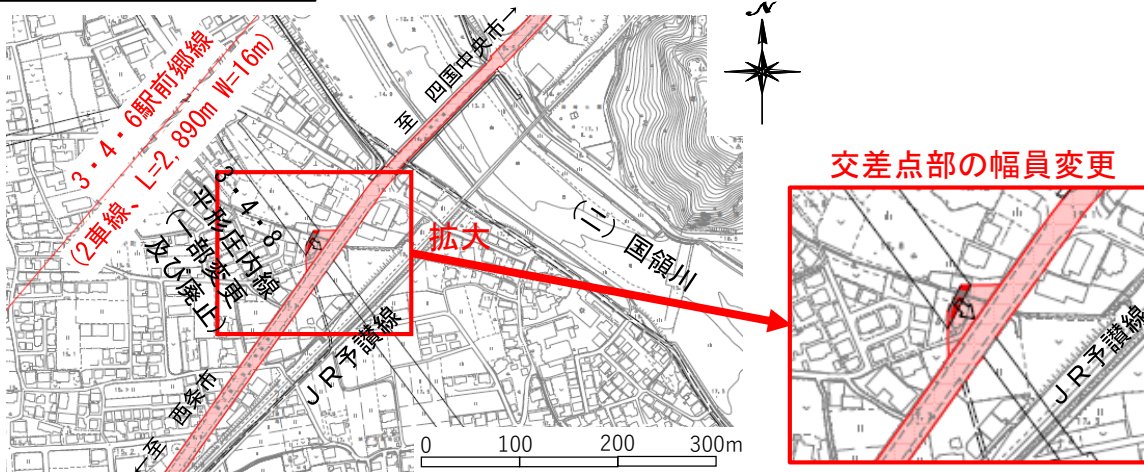 3・4・6駅前郷線
(2車線、 L=2,890m W=16m)
至 四国中央市→
N
交差点部の幅員変更
3・4・8
平形庄内線
(一部変更
及び廃止)
拡大
(二)国領川
JR予讃線
←至 西条市
JR予讃線
0 100 200 300m